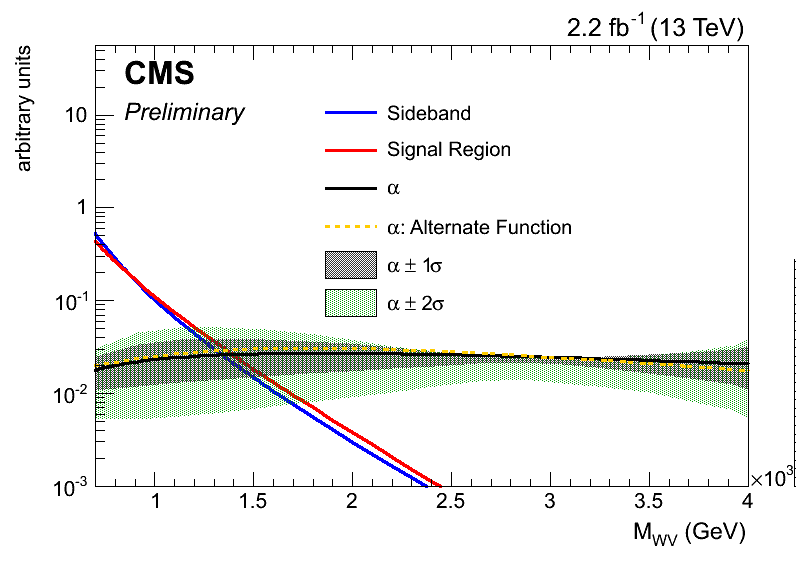 2.2 fb⁻¹ (13 TeV)
arbitrary units
CMS
Preliminary
Sideband
Signal Region
α
α: Alternate Function
α ± 1σ
α ± 2σ
10
1
10⁻¹
10⁻²
10⁻³
1 1.5 2 2.5 3 3.5 4
×10³
M_WV (GeV)